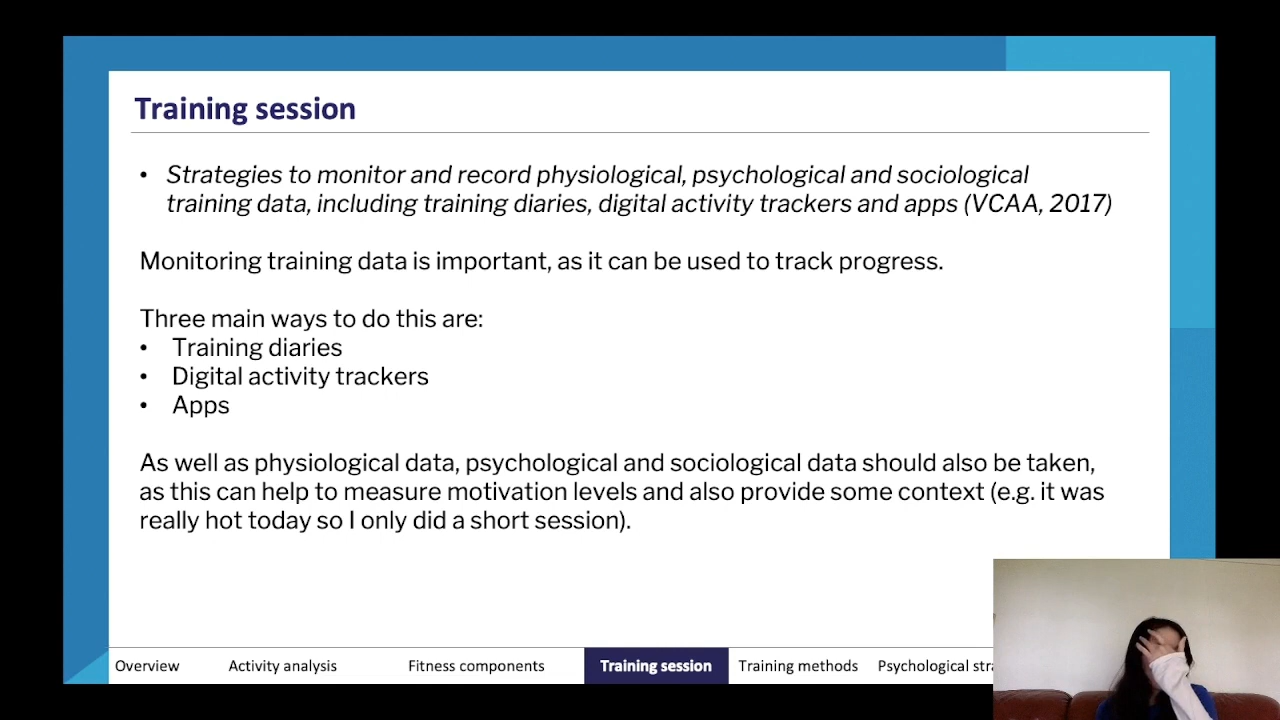 Training session
• Strategies to monitor and record physiological, psychological and sociological
training data, including training diaries, digital activity trackers and apps (VCAA, 2017)
Monitoring training data is important, as it can be used to track progress.
Three main ways to do this are:
• Training diaries
• Digital activity trackers
• Apps
As well as physiological data, psychological and sociological data should also be taken,
as this can help to measure motivation levels and also provide some context (e.g. it was
really hot today so I only did a short session).
Overview Activity analysis Fitness components Training session Training methods Psychological